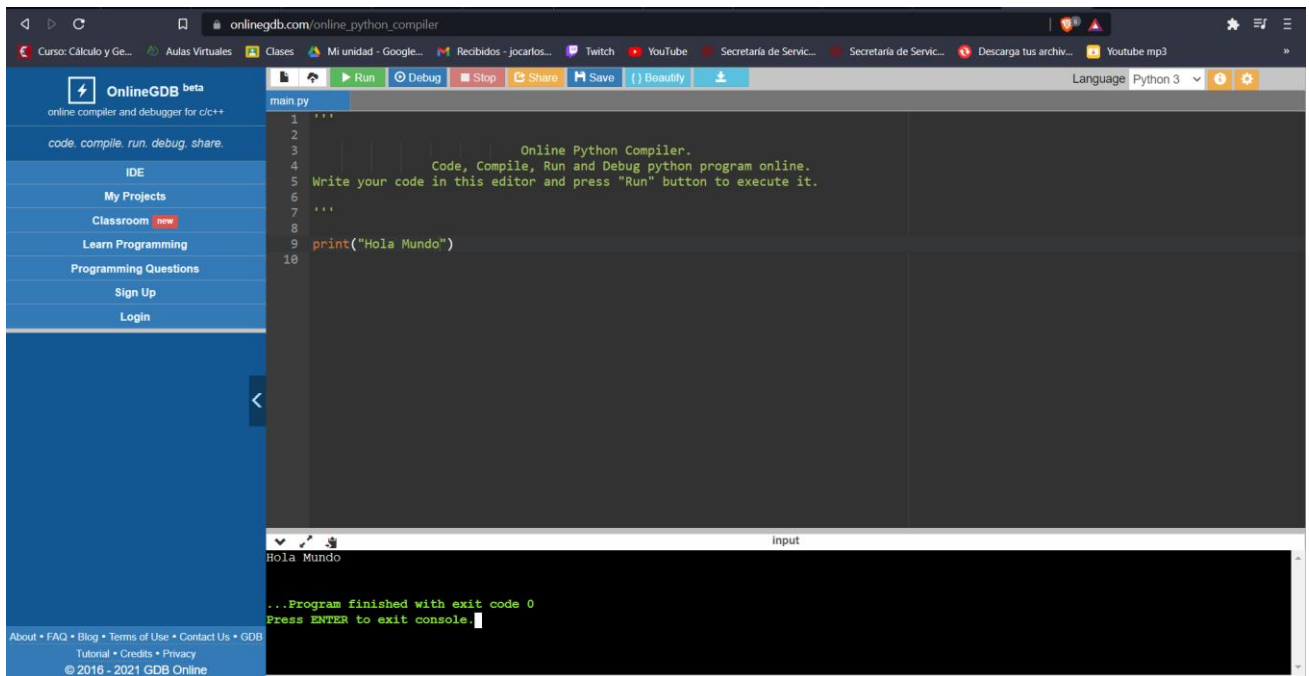 onlinegdb.com/online_python_compiler
Curso: Cálculo y Ge... Aulas Virtuales Clases Mi unidad - Google... Recibidos - jocarlos... Twitch YouTube Secretaría de Servic... Secretaría de Servic... Descarga tus archiv... Youtube mp3 »
OnlineGDB beta
online compiler and debugger for c/c++
code. compile. run. debug. share.
IDE
My Projects
Classroom new
Learn Programming
Programming Questions
Sign Up
Login
About • FAQ • Blog • Terms of Use • Contact Us • GDB
Tutorial • Credits • Privacy
© 2016 - 2021 GDB Online
Run Debug Stop Share Save { } Beautify Language Python 3
main.py
1 '''
2
3 Online Python Compiler.
4 Code, Compile, Run and Debug python program online.
5 Write your code in this editor and press "Run" button to execute it.
6
7 '''
8
9 print("Hola Mundo")
10
input
Hola Mundo
...Program finished with exit code 0
Press ENTER to exit console.